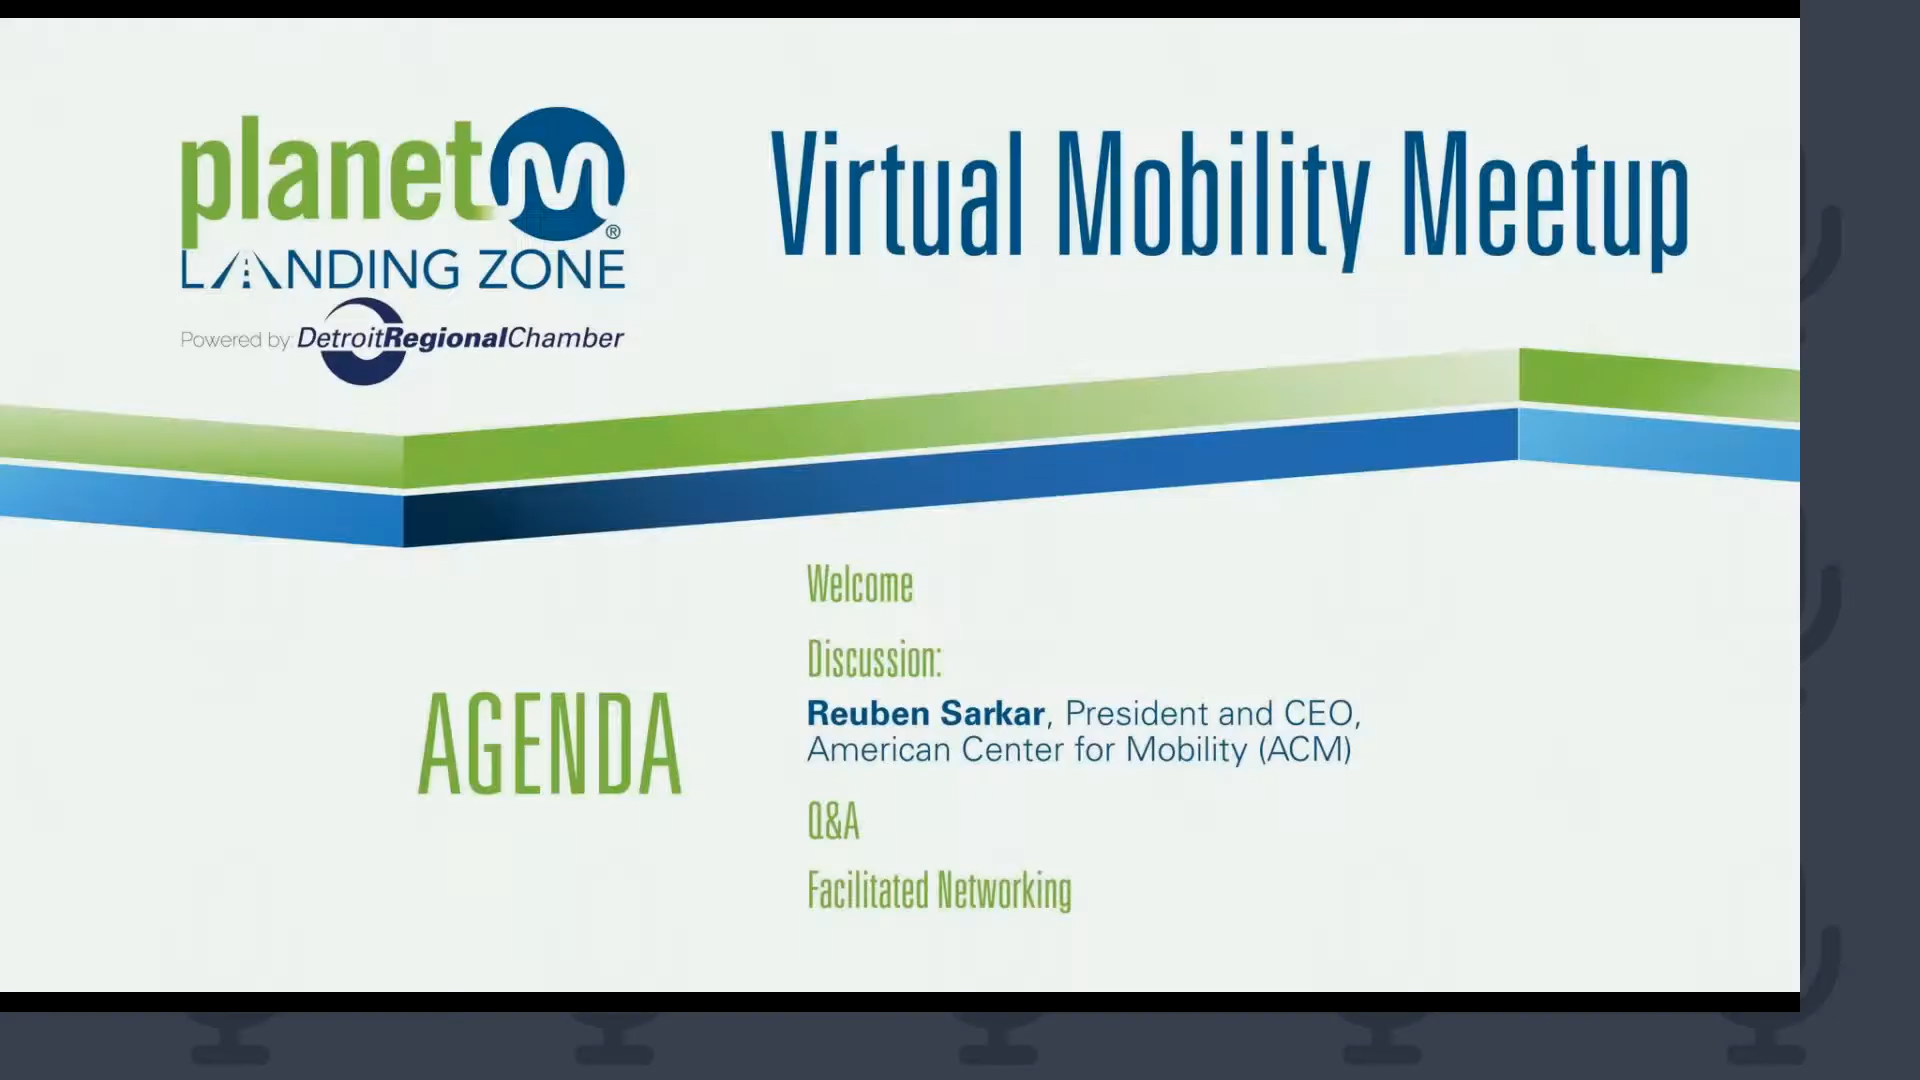 planetM®
LANDING ZONE
Powered by DetroitRegionalChamber
Virtual Mobility Meetup
AGENDA
Welcome
Discussion:
Reuben Sarkar, President and CEO,
American Center for Mobility (ACM)
Q&A
Facilitated Networking